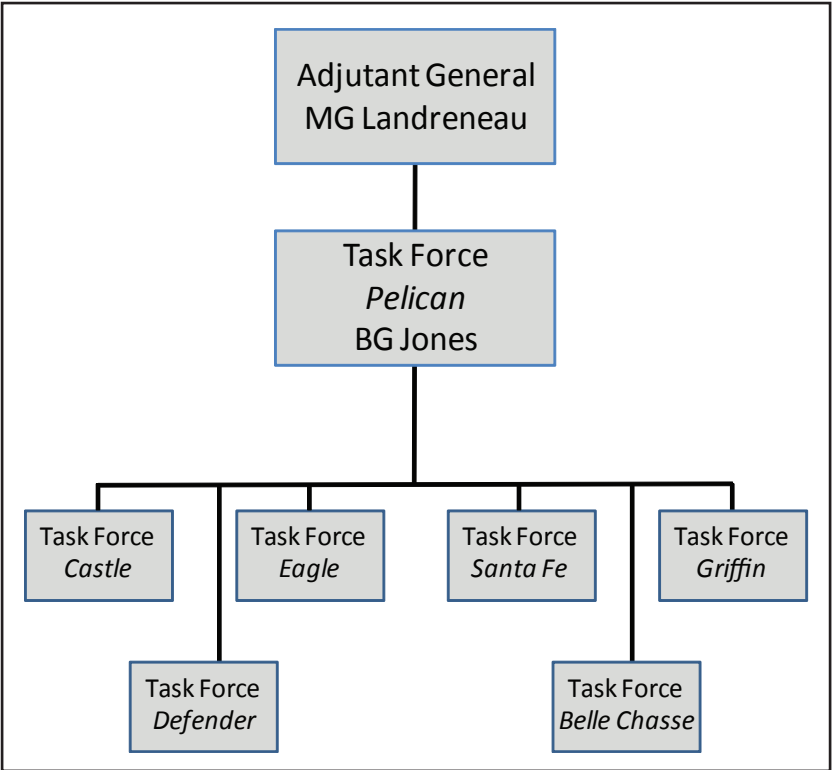 Adjutant General
MG Landreneau
Task Force
Pelican
BG Jones
Task Force
Castle
Task Force
Eagle
Task Force
Santa Fe
Task Force
Griffin
Task Force
Defender
Task Force
Belle Chasse